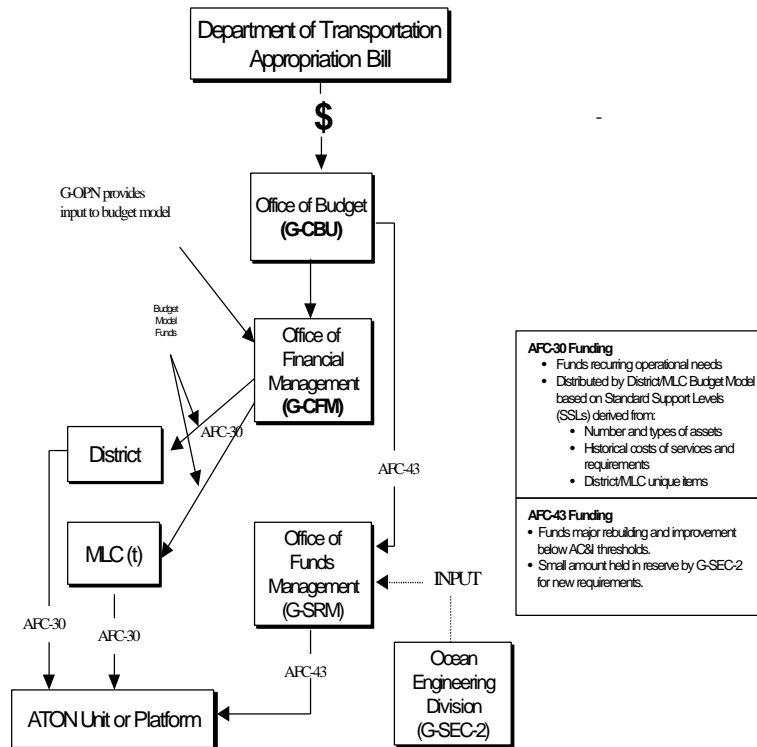 Department of Transportation
Appropriation Bill
$
-
G-OPN provides
input to budget model
Office of Budget
(G-CBU)
Budget
Model
Funds
Office of
Financial
Management
(G-CFM)
AFC-30
District
AFC-43
MLC (t)
Office of
Funds
Management
(G-SRM)
INPUT
AFC-30
AFC-30
AFC-43
Ocean
Engineering
Division
(G-SEC-2)
ATON Unit or Platform
AFC-30 Funding
• Funds recurring operational needs
• Distributed by District/MLC Budget Model
based on Standard Support Levels
(SSLs) derived from:
• Number and types of assets
• Historical costs of services and
requirements
• District/MLC unique items
AFC-43 Funding
• Funds major rebuilding and improvement
below AC&I thresholds.
• Small amount held in reserve by G-SEC-2
for new requirements.